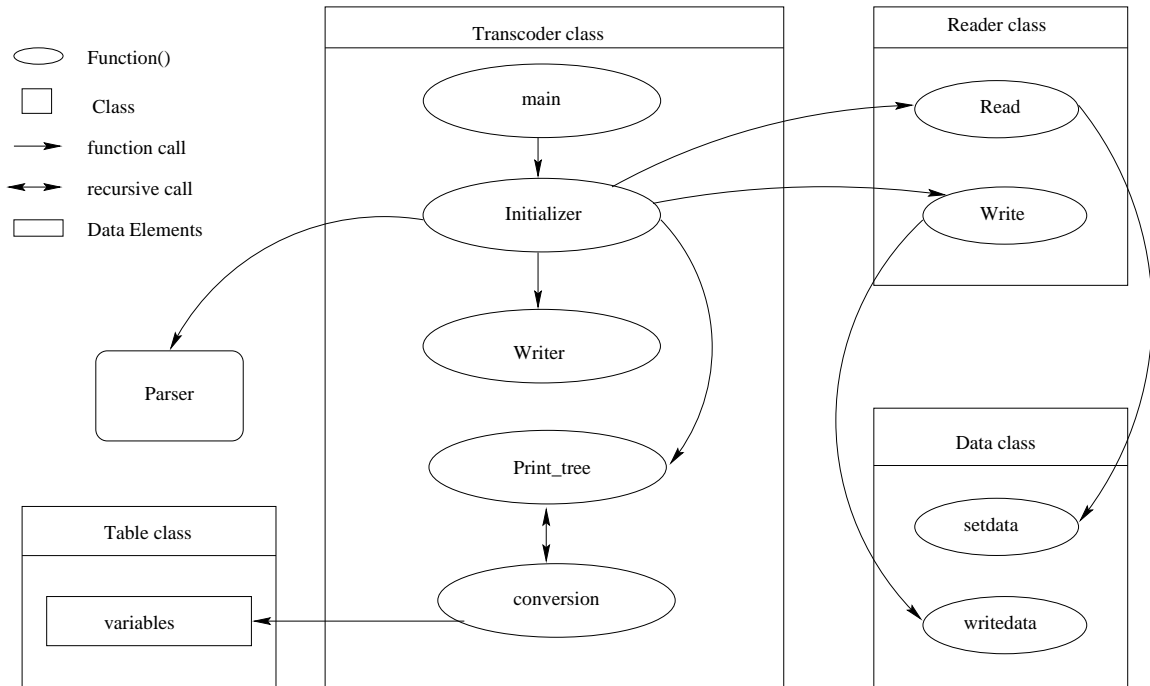 Function()
Class
function call
recursive call
Data Elements
Transcoder class
main
Initializer
Writer
Print_tree
conversion
Reader class
Read
Write
Parser
Table class
variables
Data class
setdata
writedata